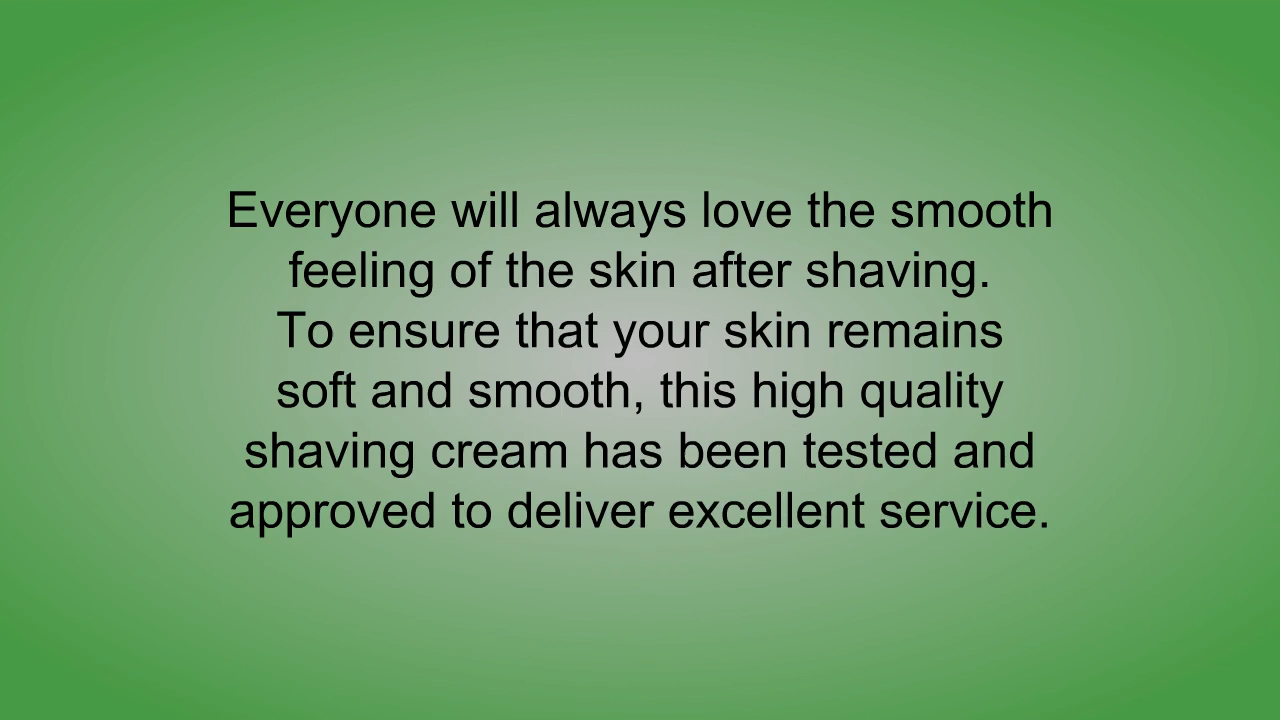 Everyone will always love the smooth
feeling of the skin after shaving.
To ensure that your skin remains
soft and smooth, this high quality
shaving cream has been tested and
approved to deliver excellent service.